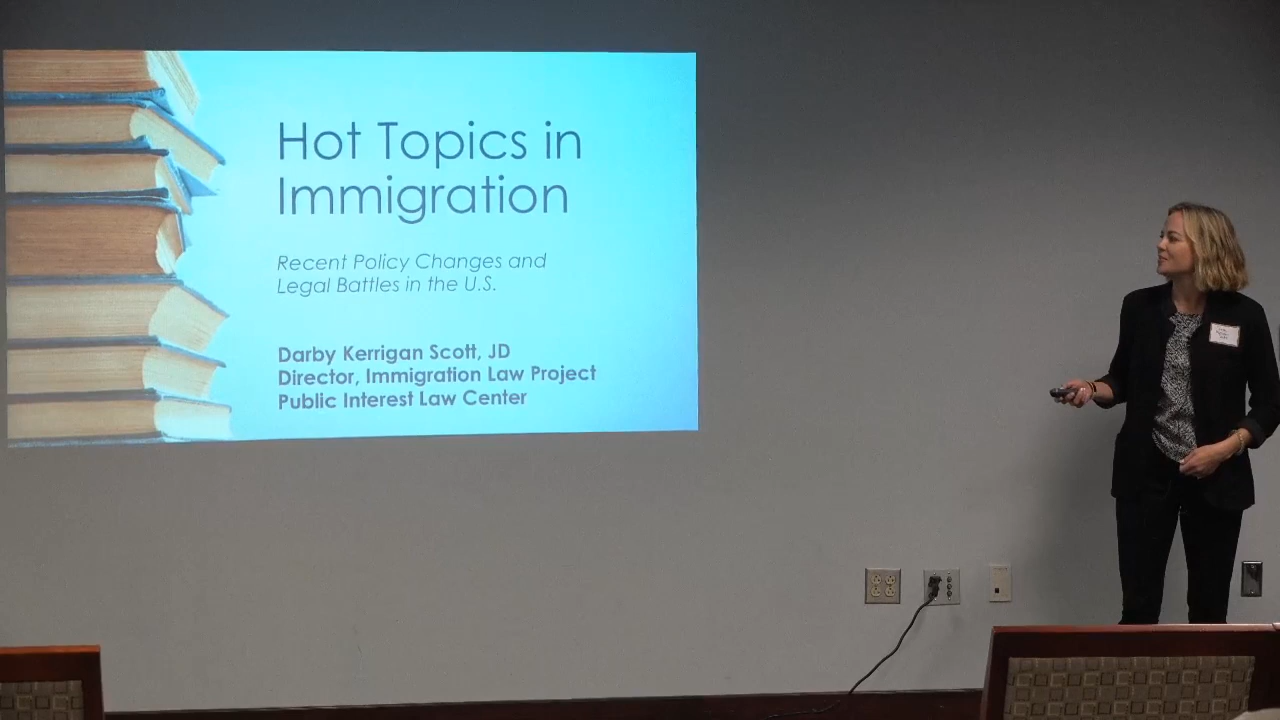 Hot Topics in
Immigration
Recent Policy Changes and
Legal Battles in the U.S.
Darby Kerrigan Scott, JD
Director, Immigration Law Project
Public Interest Law Center